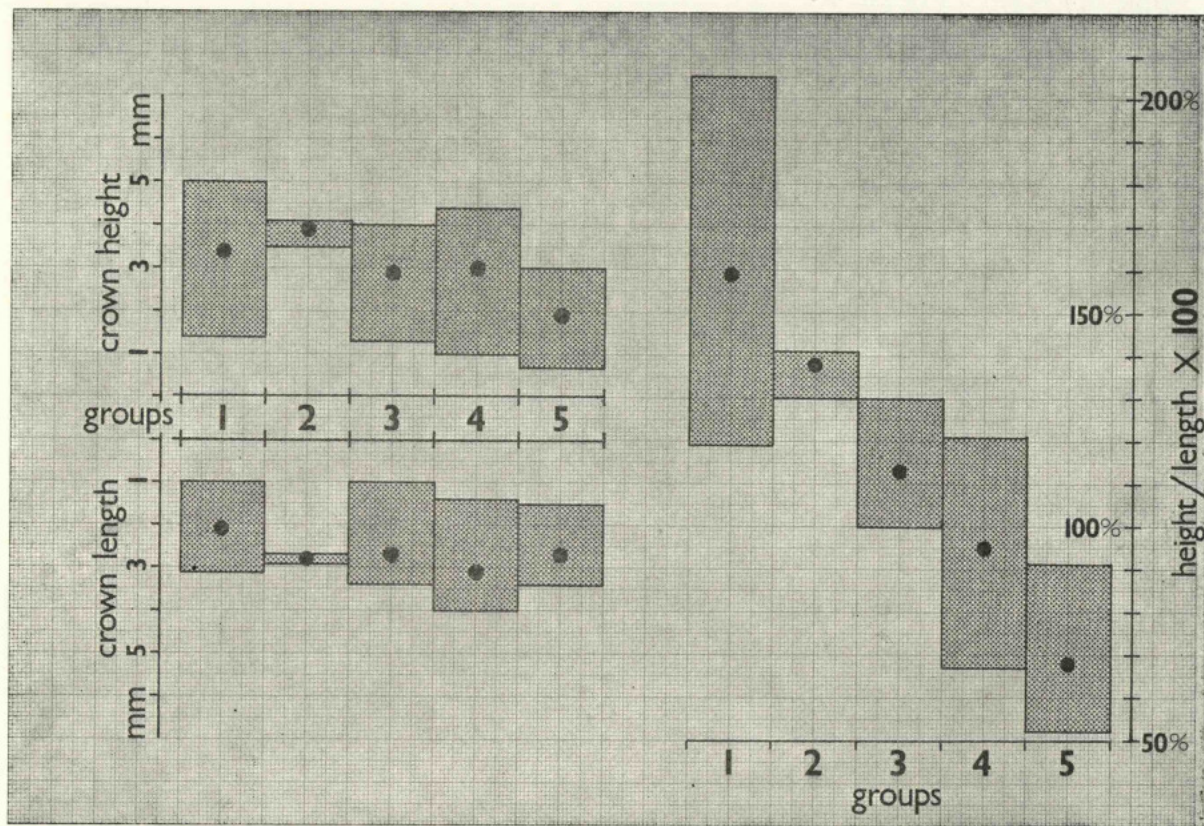 mm
5
3
1
crown height
groups 1 2 3 4 5
1
3
5
mm
crown length
200%
150%
100%
50%
height/length X 100
1 2 3 4 5
groups